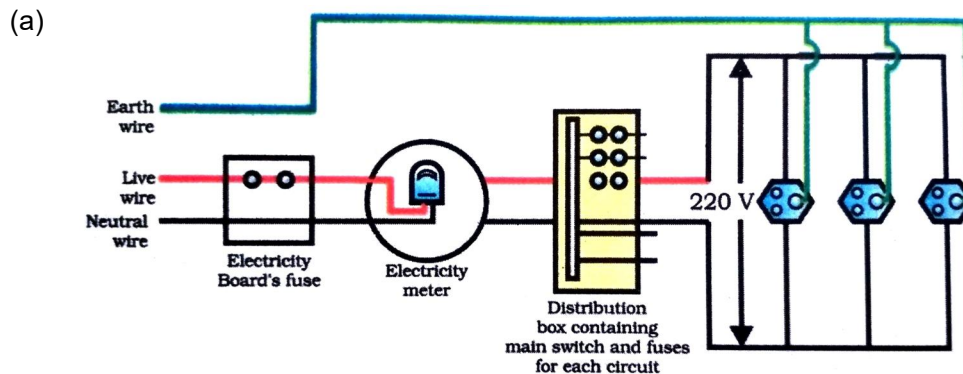 (a)
Earth
wire
Live
wire
Neutral
wire
Electricity
Board's fuse
Electricity
meter
Distribution
box containing
main switch and fuses
for each circuit
220 V